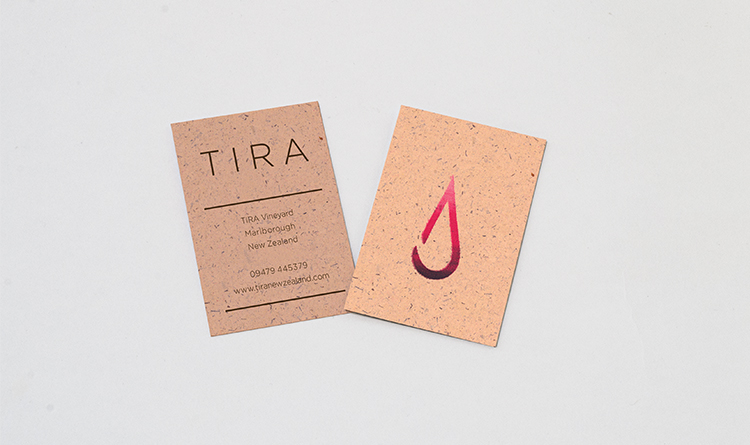 TIRA
TiRA Vineyard
Marlborough
New Zealand
09479 445379
www.tiranewzealand.com